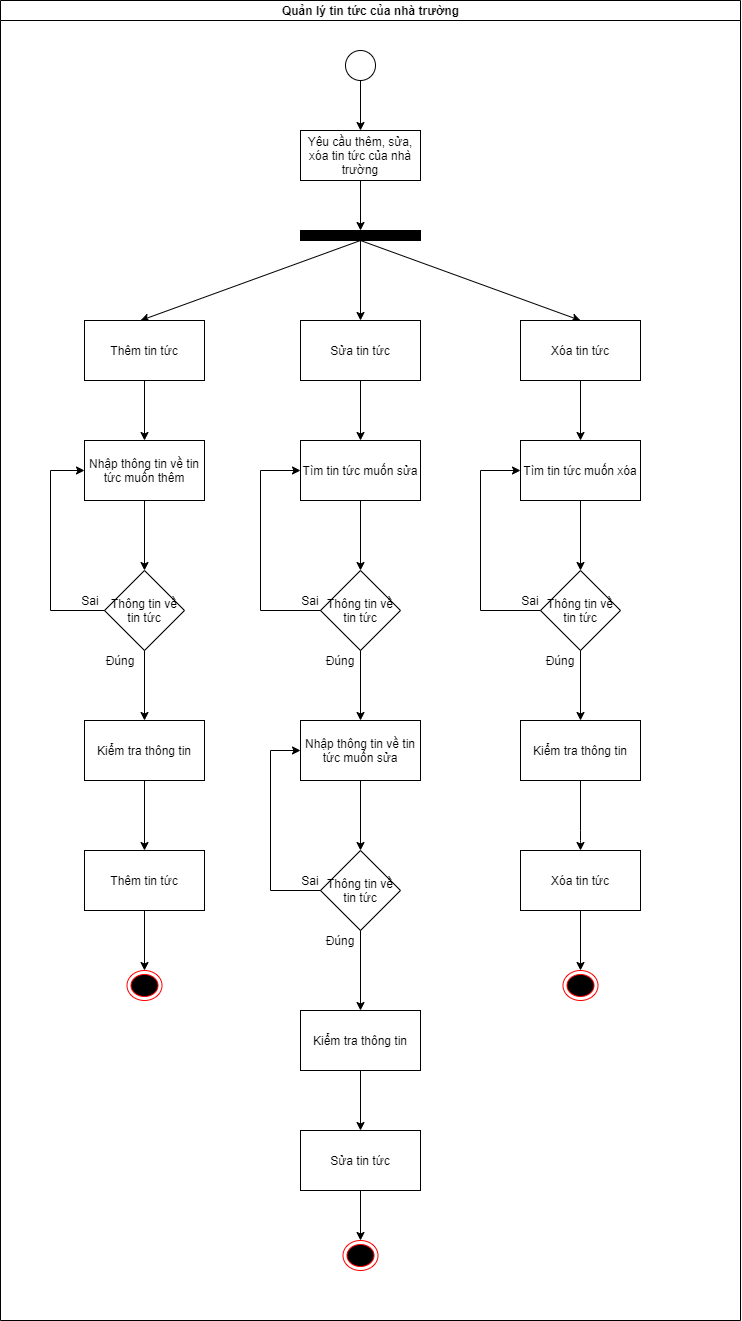 Quản lý tin tức của nhà trường
Yêu cầu thêm, sửa,
xóa tin tức của nhà
trường
Thêm tin tức
Sửa tin tức
Xóa tin tức
Nhập thông tin về tin
tức muốn thêm
Tìm tin tức muốn sửa
Tìm tin tức muốn xóa
Sai
Thông tin về
tin tức
Sai
Thông tin về
tin tức
Sai
Thông tin về
tin tức
Đúng
Đúng
Đúng
Kiểm tra thông tin
Nhập thông tin về tin
tức muốn sửa
Kiểm tra thông tin
Thêm tin tức
Sai
Thông tin về
tin tức
Xóa tin tức
Đúng
Kiểm tra thông tin
Sửa tin tức